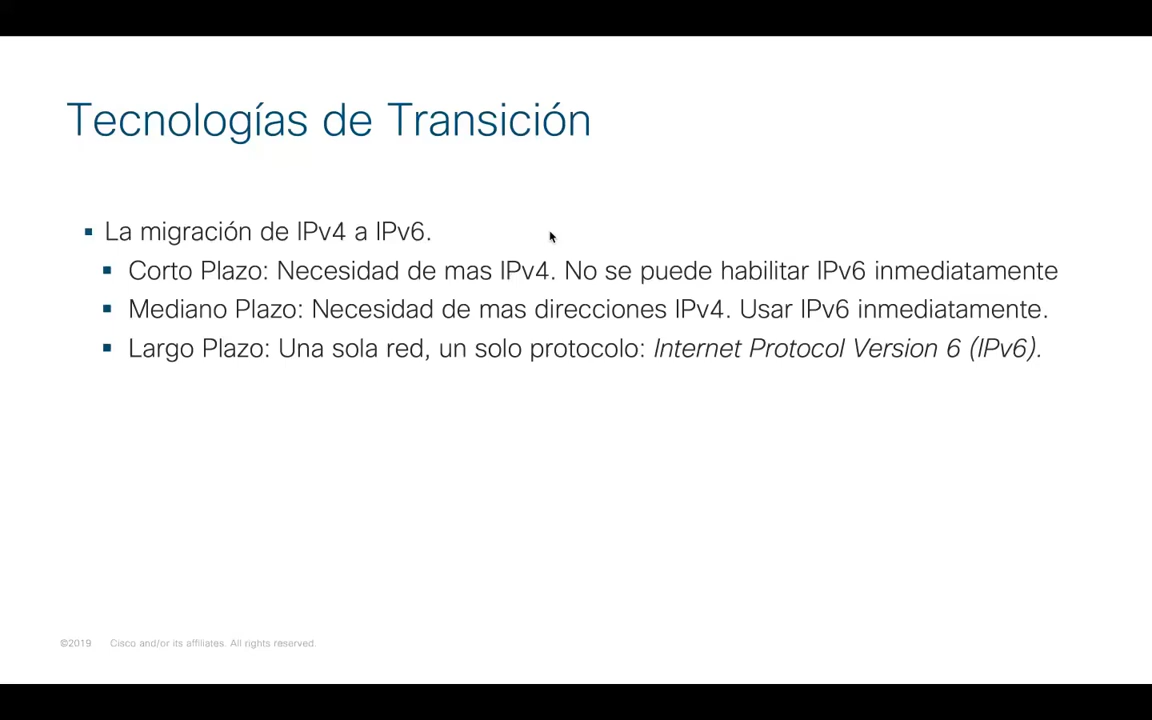 Tecnologías de Transición
▪ La migración de IPv4 a IPv6.
▪ Corto Plazo: Necesidad de mas IPv4. No se puede habilitar IPv6 inmediatamente
▪ Mediano Plazo: Necesidad de mas direcciones IPv4. Usar IPv6 inmediatamente.
▪ Largo Plazo: Una sola red, un solo protocolo: Internet Protocol Version 6 (IPv6).
©2019 Cisco and/or its affiliates. All rights reserved.